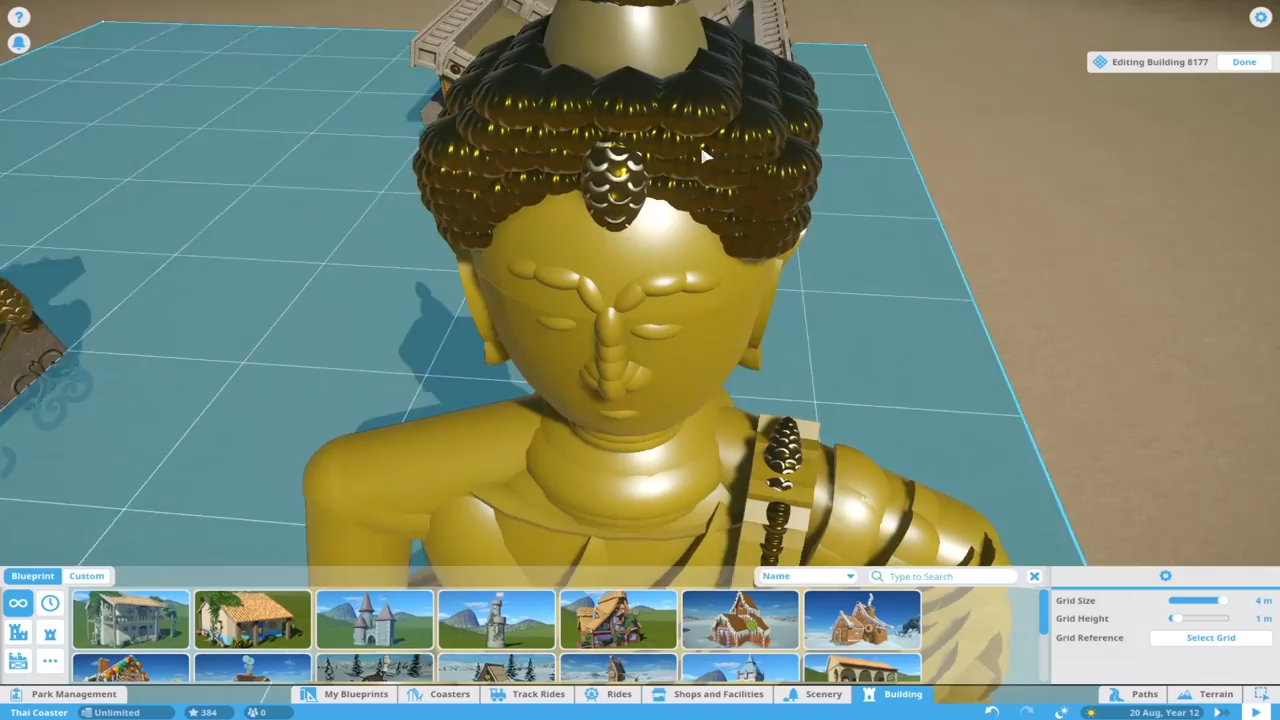 ?
Editing Building 8177 Done
Blueprint Custom
Name Type to Search
Grid Size 4 m
Grid Height 1 m
Grid Reference Select Grid
Park Management My Blueprints Coasters Track Rides Rides Shops and Facilities Scenery Building Paths Terrain
Thai Coaster Unlimited 384 0 20 Aug, Year 12